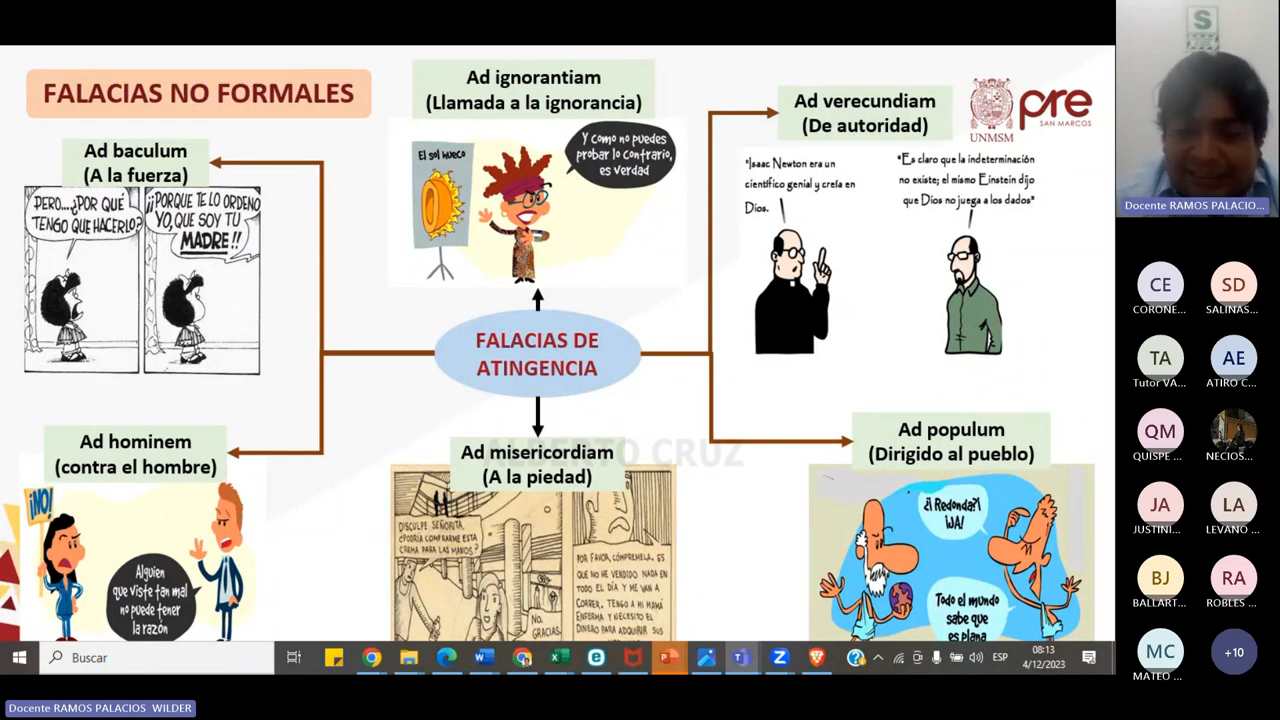 FALACIAS NO FORMALES
Ad ignorantiam
(Llamada a la ignorancia)
El sol hueco
Y como no puedes
probar lo contrario,
es verdad
Ad verecundiam
(De autoridad)
UNMSM
pre
SAN MARCOS
"Isaac Newton era un
científico genial y creía en
Dios.
"Es claro que la indeterminación
no existe; el mismo Einstein dijo
que Dios no juega a los dados"
Ad baculum
(A la fuerza)
PERO...¿POR QUÉ
TENGO QUE HACERLO?
¡¡PORQUE TE LO ORDENO
YO, QUE SOY TU
MADRE!!
FALACIAS DE
ATINGENCIA
Ad hominem
(contra el hombre)
¡NO!
Alguien
que viste tan mal
no puede tener
la razón
ALBERTO CRUZ
Ad misericordiam
(A la piedad)
DISCULPE SEÑORITA,
¿PODRÍA COMPRARME ESTA
CREMA PARA LAS MANOS?
NO,
GRACIAS.
POR FAVOR, CÓMPREMELA. ES
QUE NO HE VENDIDO NADA EN
TODO EL DÍA Y ME VAN A
CORRER. TENGO A MI MAMÁ
ENFERMA Y NECESITO EL
DINERO PARA ADQUIRIR SUS
Ad populum
(Dirigido al pueblo)
¿¡ Redonda?!
¡JA!
Todo el mundo
sabe que
es plana
S
Docente RAMOS PALACIO...
CE
CORONE...
SD
SALINAS...
TA
Tutor VA...
AE
ATIRO C...
QM
QUISPE ...
NECIOS...
JA
JUSTINI...
LA
LEVANO ...
BJ
BALLART...
RA
ROBLES ...
MC
MATEO ...
+10
Buscar
ESP
08:13
4/12/2023
Docente RAMOS PALACIOS WILDER